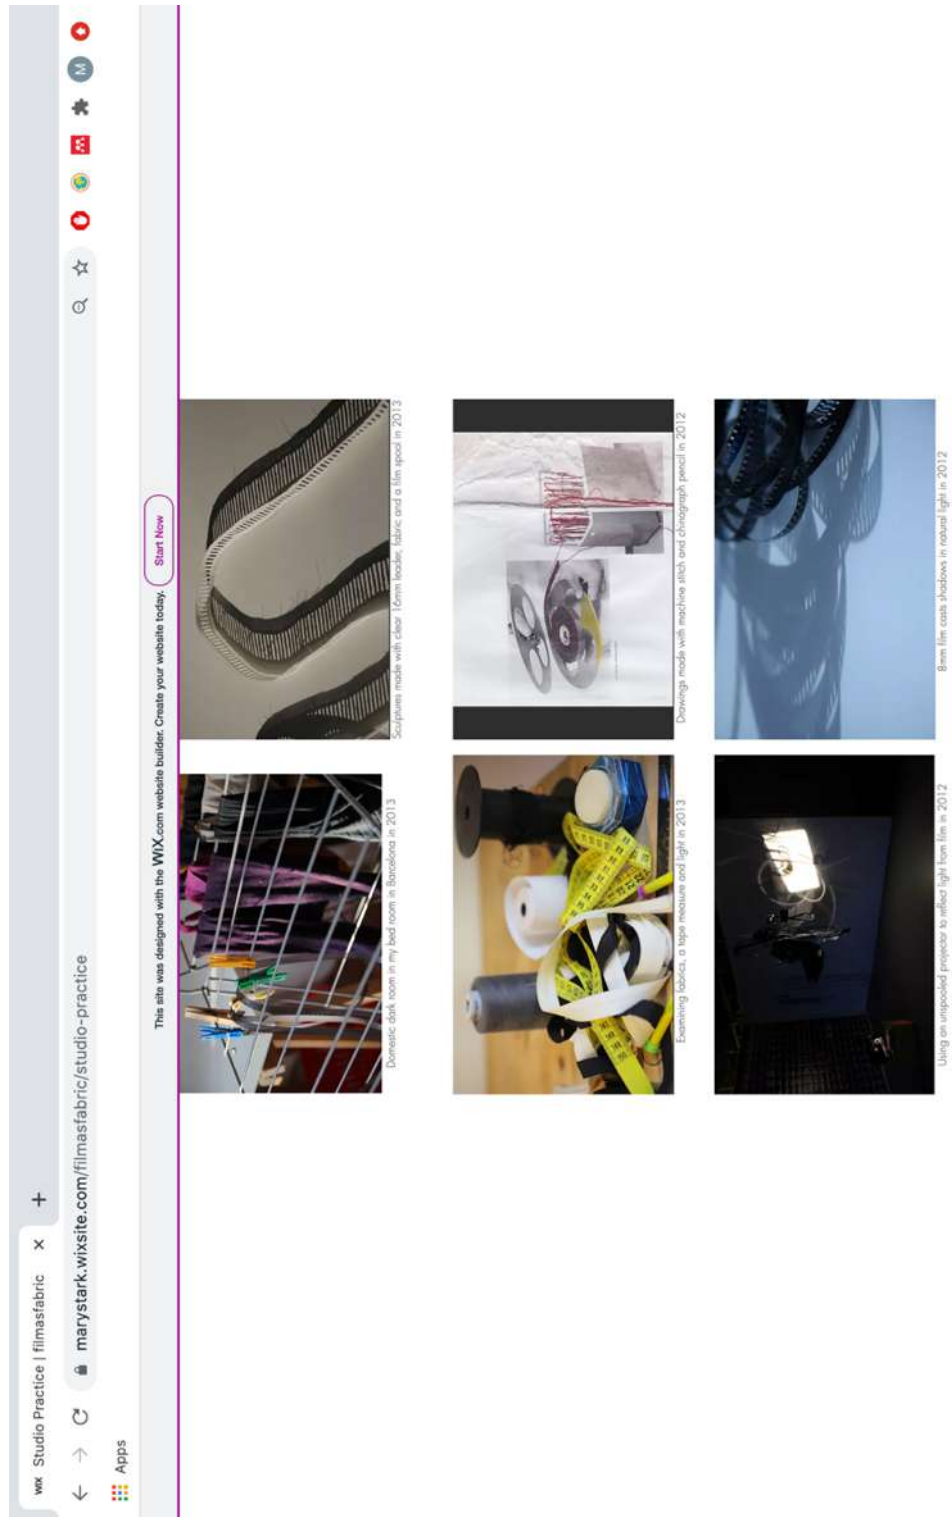 WiX Studio Practice | filmasfabric
marystark.wixsite.com/filmasfabric/studio-practice
M
Apps
This site was designed with the WiX.com website builder. Create your website today. Start Now
Domestic dark room in my bed room in Barcelona in 2013
Sculptures made with clear 16mm leader, fabric and a film spool in 2013
Examining fabrics, a tape measure and light in 2013
Drawings made with machine stitch and chinagraph pencil in 2012
Using an unspooled projector to reflect light from film in 2012
8mm film casts shadows in natural light in 2012